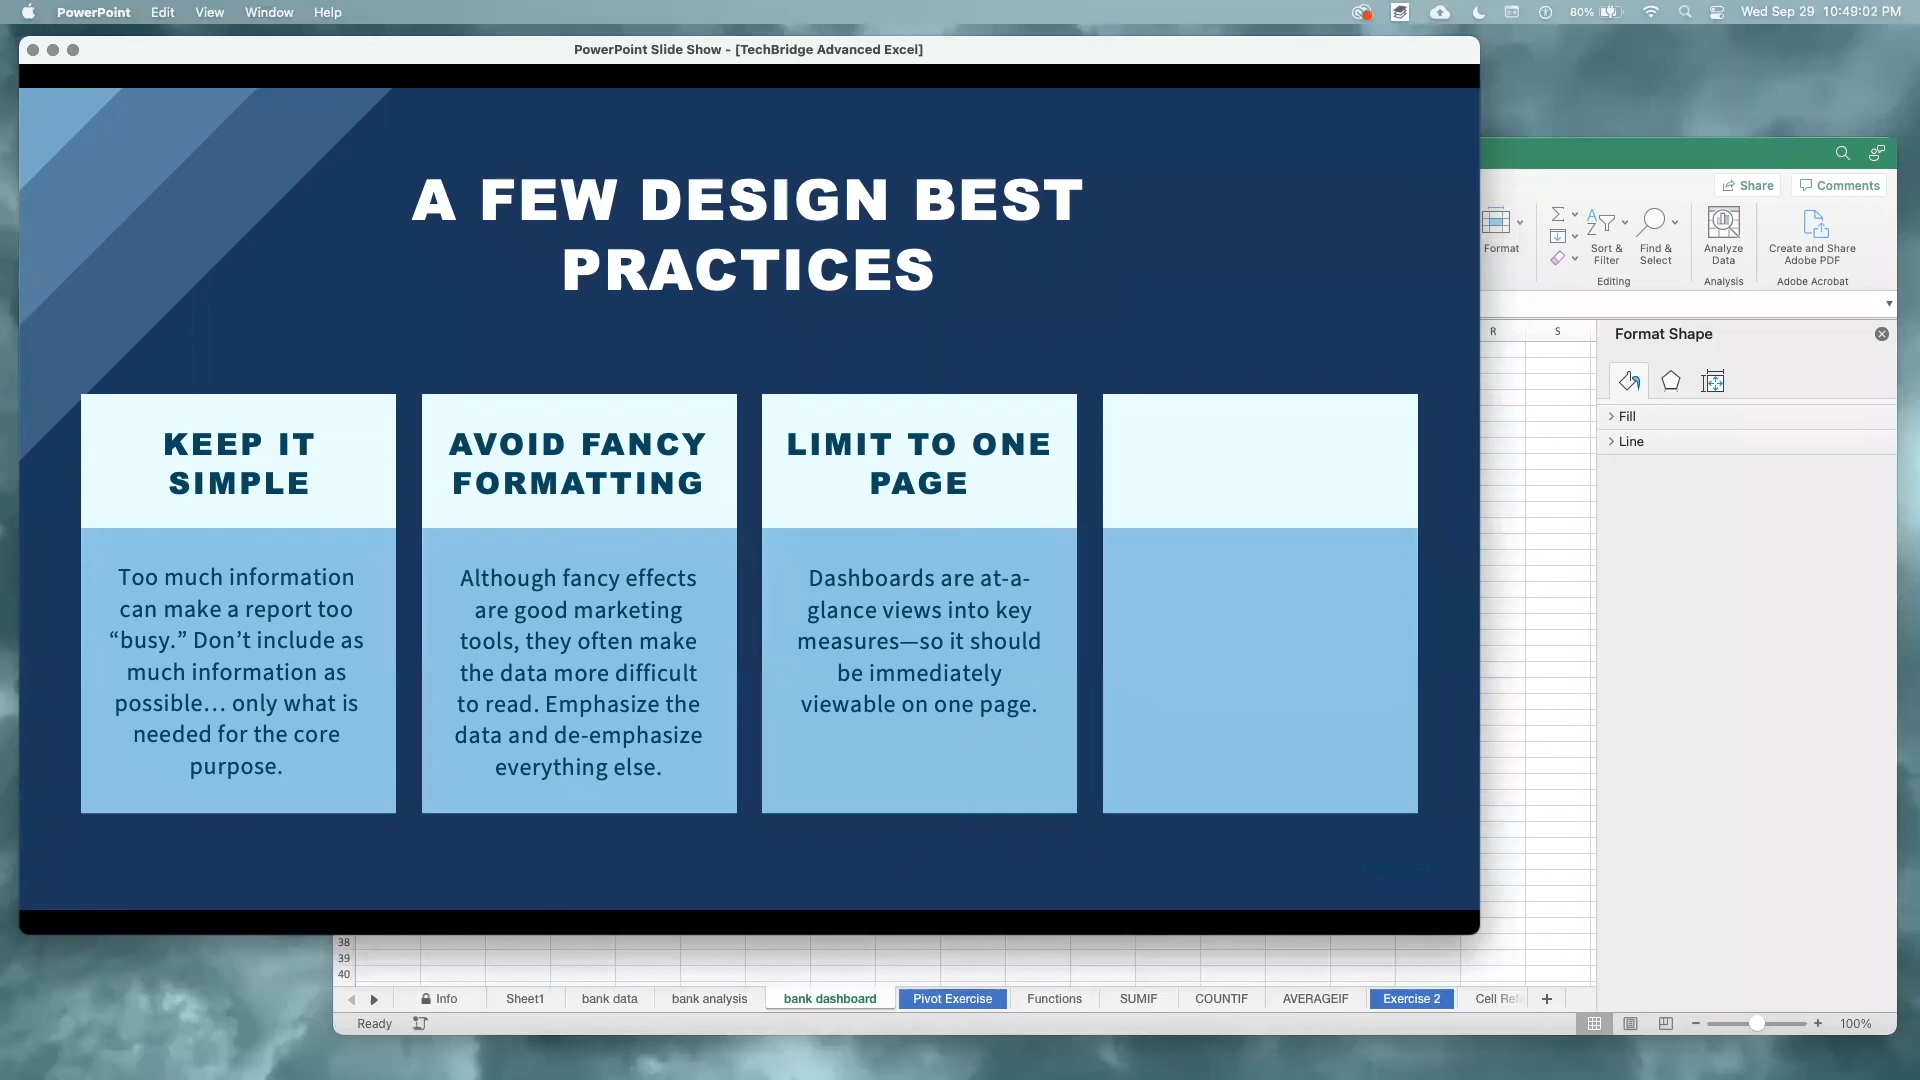 PowerPoint Edit View Window Help
80% Wed Sep 29 10:49:02 PM
PowerPoint Slide Show - [TechBridge Advanced Excel]
A FEW DESIGN BEST
PRACTICES
KEEP IT
SIMPLE
Too much information
can make a report too
“busy.” Don’t include as
much information as
possible… only what is
needed for the core
purpose.
AVOID FANCY
FORMATTING
Although fancy effects
are good marketing
tools, they often make
the data more difficult
to read. Emphasize the
data and de-emphasize
everything else.
LIMIT TO ONE
PAGE
Dashboards are at-a-
glance views into key
measures—so it should
be immediately
viewable on one page.
Share Comments
Format
Sort &
Filter
Find &
Select
Analyze
Data
Create and Share
Adobe PDF
Editing Analysis Adobe Acrobat
R S
Format Shape
Fill
Line
38
39
40
Info Sheet1 bank data bank analysis bank dashboard Pivot Exercise Functions SUMIF COUNTIF AVERAGEIF Exercise 2 Cell
Ready
100%